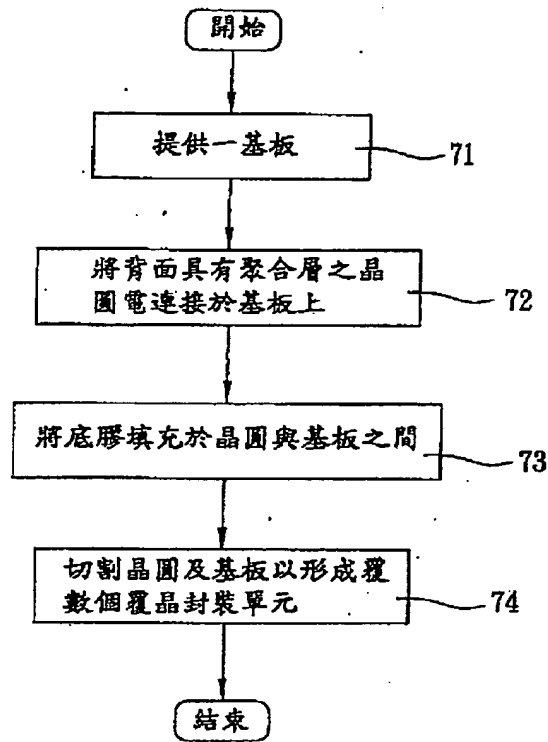 開始
提供一基板
71
將背面具有聚合層之晶
圓電連接於基板上
72
將底膠填充於晶圓與基板之間
73
切割晶圓及基板以形成覆
數個覆晶封裝單元
74
結束